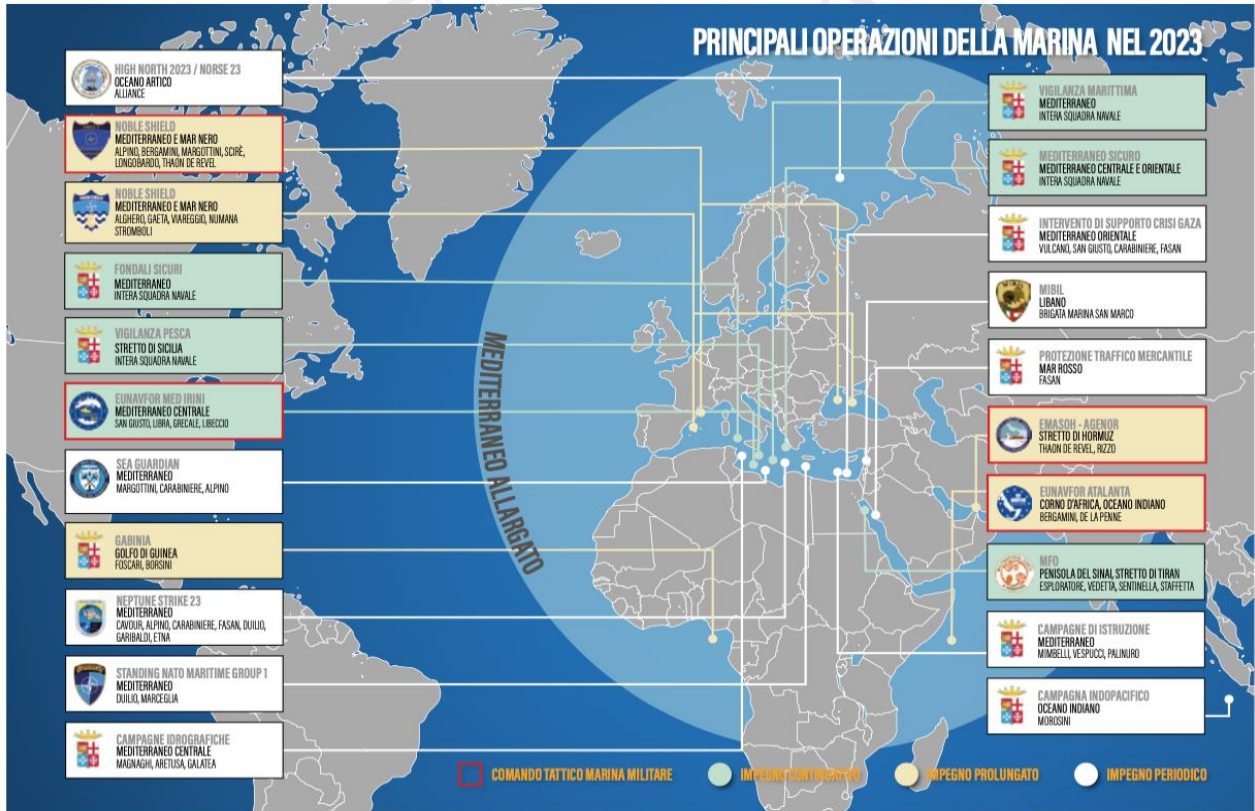 PRINCIPALI OPERAZIONI DELLA MARINA NEL 2023
HIGH NORTH 2023 / NORSE 23
OCEANO ARTICO
ALLIANCE
NOBLE SHIELD
MEDITERRANEO E MAR NERO
ALPINO, BERGAMINI, MARGOTTINI, SCIRÈ,
LONGOBARDO, THAON DE REVEL
NOBLE SHIELD
MEDITERRANEO E MAR NERO
ALGHERO, GAETA, VIAREGGIO, NUMANA
STROMBOLI
FONDALI SICURI
MEDITERRANEO
INTERA SQUADRA NAVALE
VIGILANZA PESCA
STRETTO DI SICILIA
INTERA SQUADRA NAVALE
EUNAVFOR MED IRINI
MEDITERRANEO CENTRALE
SAN GIUSTO, LIBRA, GRECALE, LIBECCIO
SEA GUARDIAN
MEDITERRANEO
MARGOTTINI, CARABINIERE, ALPINO
GABINIA
GOLFO DI GUINEA
FOSCARI, BORSINI
NEPTUNE STRIKE 23
MEDITERRANEO
CAVOUR, ALPINO, CARABINIERE, FASAN, DUILIO,
GARIBALDI, ETNA
STANDING NATO MARITIME GROUP 1
MEDITERRANEO
DUILIO, MARCEGLIA
CAMPAGNE IDROGRAFICHE
MEDITERRANEO CENTRALE
MAGNAGHI, ARETUSA, GALATEA
MEDITERRANEO ALLARGATO
VIGILANZA MARITTIMA
MEDITERRANEO
INTERA SQUADRA NAVALE
MEDITERRANEO SICURO
MEDITERRANEO CENTRALE E ORIENTALE
INTERA SQUADRA NAVALE
INTERVENTO DI SUPPORTO CRISI GAZA
MEDITERRANEO ORIENTALE
VULCANO, SAN GIUSTO, CARABINIERE, FASAN
MIBIL
LIBANO
BRIGATA MARINA SAN MARCO
PROTEZIONE TRAFFICO MERCANTILE
MAR ROSSO
FASAN
EMASOH - AGENOR
STRETTO DI HORMUZ
THAON DE REVEL, RIZZO
EUNAVFOR ATALANTA
CORNO D'AFRICA, OCEANO INDIANO
BERGAMINI, DE LA PENNE
MFO
PENISOLA DEL SINAI, STRETTO DI TIRAN
ESPLORATORE, VEDETTA, SENTINELLA, STAFFETTA
CAMPAGNE DI ISTRUZIONE
MEDITERRANEO
MIMBELLI, VESPUCCI, PALINURO
CAMPAGNA INDOPACIFICO
OCEANO INDIANO
MOROSINI
COMANDO TATTICO MARINA MILITARE
IMPEGNO CONTINUATIVO
IMPEGNO PROLUNGATO
IMPEGNO PERIODICO